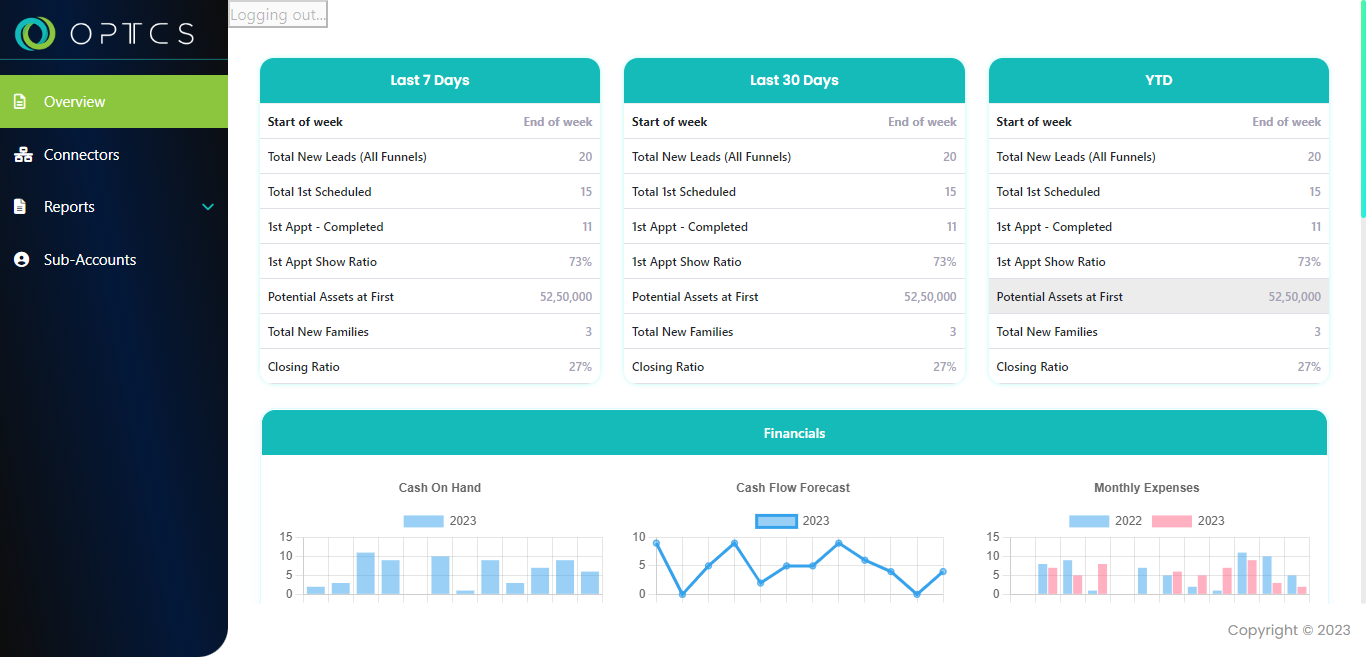 OPTCS
Logging out...
Overview
Connectors
Reports
Sub-Accounts
Last 7 Days
Start of week End of week
Total New Leads (All Funnels) 20
Total 1st Scheduled 15
1st Appt - Completed 11
1st Appt Show Ratio 73%
Potential Assets at First 52,50,000
Total New Families 3
Closing Ratio 27%
Last 30 Days
Start of week End of week
Total New Leads (All Funnels) 20
Total 1st Scheduled 15
1st Appt - Completed 11
1st Appt Show Ratio 73%
Potential Assets at First 52,50,000
Total New Families 3
Closing Ratio 27%
YTD
Start of week End of week
Total New Leads (All Funnels) 20
Total 1st Scheduled 15
1st Appt - Completed 11
1st Appt Show Ratio 73%
Potential Assets at First 52,50,000
Total New Families 3
Closing Ratio 27%
Financials
Cash On Hand
2023
15
10
5
0
Cash Flow Forecast
2023
10
5
0
Monthly Expenses
2022 2023
15
10
5
0
Copyright © 2023